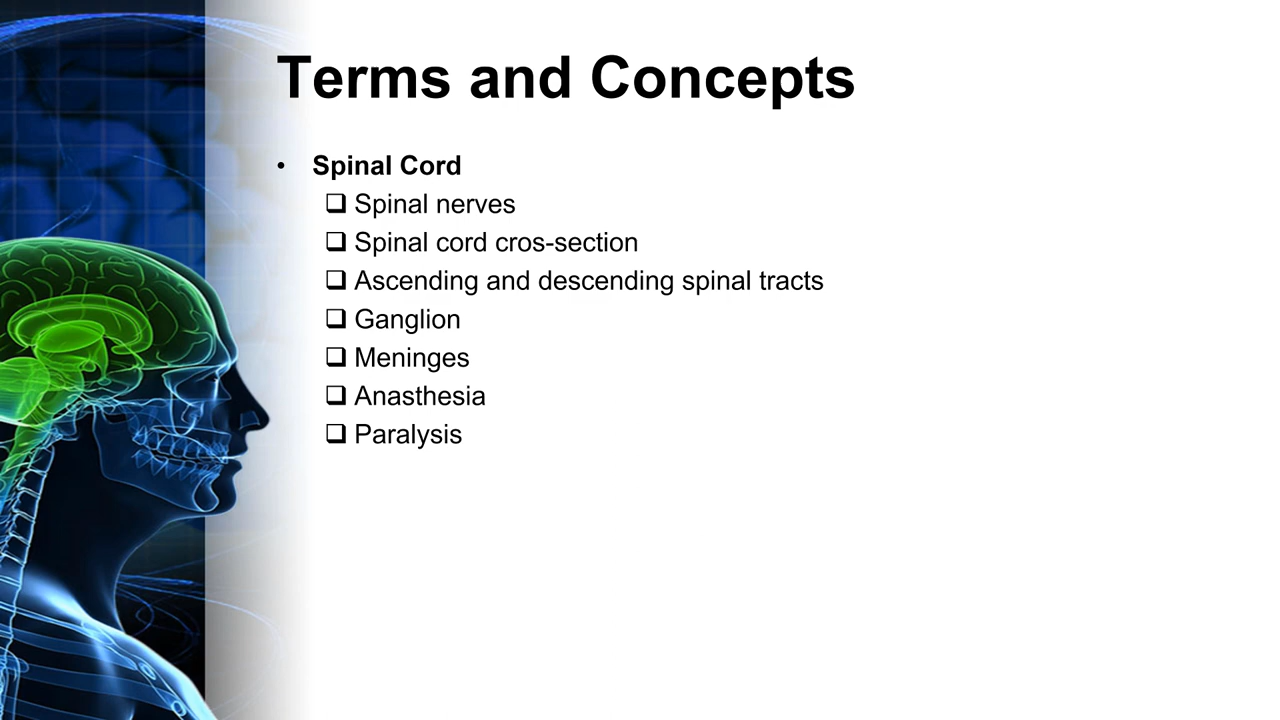 Terms and Concepts
• Spinal Cord
❑ Spinal nerves
❑ Spinal cord cros-section
❑ Ascending and descending spinal tracts
❑ Ganglion
❑ Meninges
❑ Anasthesia
❑ Paralysis